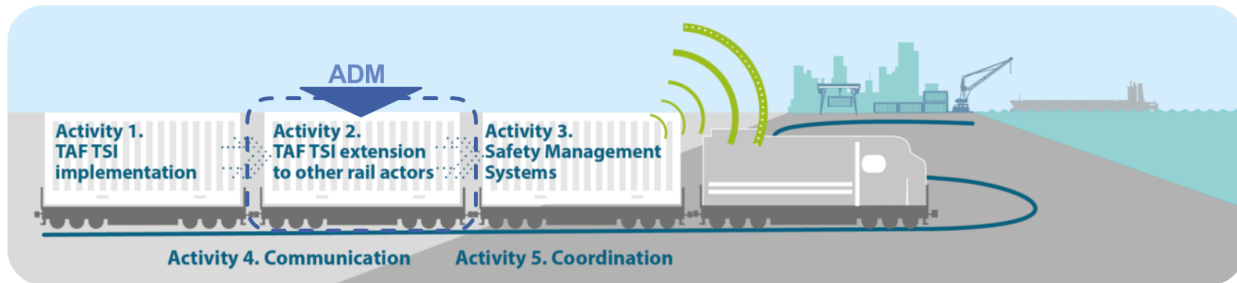 ADM
Activity 1.
TAF TSI
implementation
Activity 2.
TAF TSI extension
to other rail actors
Activity 3.
Safety Management
Systems
Activity 4. Communication
Activity 5. Coordination